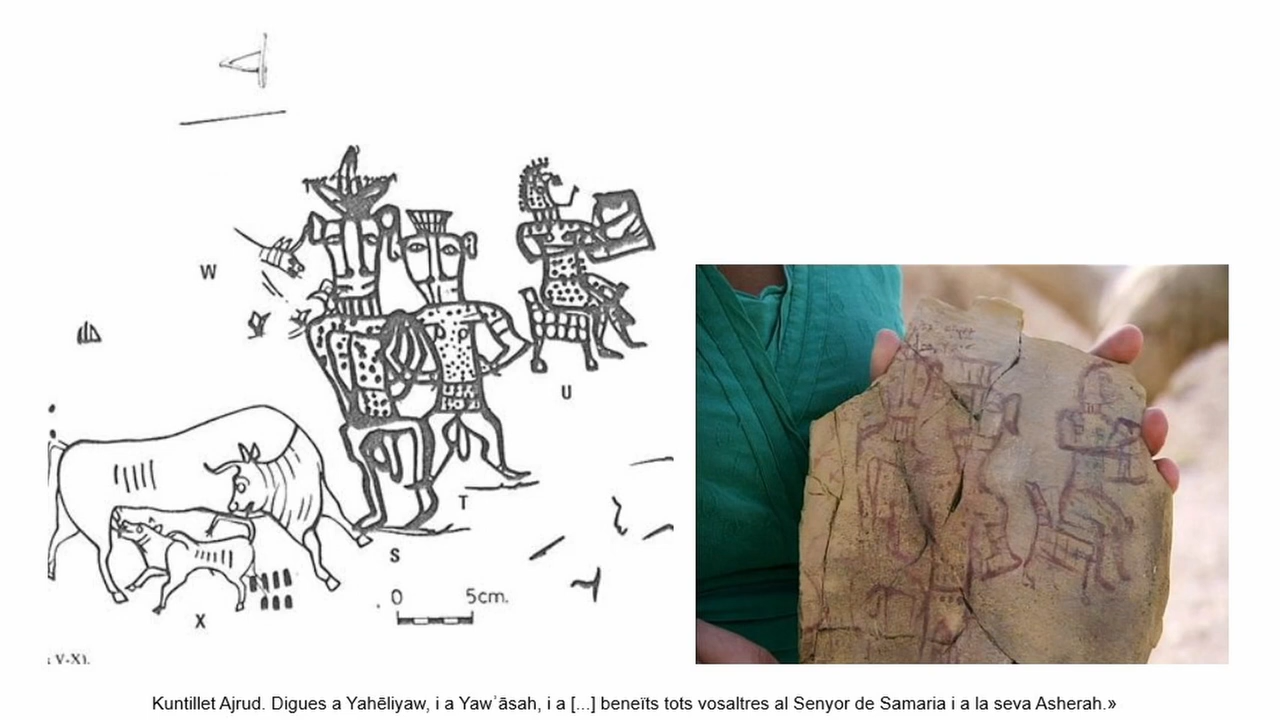 W
U
T
S
0 5cm.
X
: V-X).
Kuntillet Ajrud. Digues a Yahēliyaw, i a Yawʾāsah, i a [...] beneïts tots vosaltres al Senyor de Samaria i a la seva Asherah.»